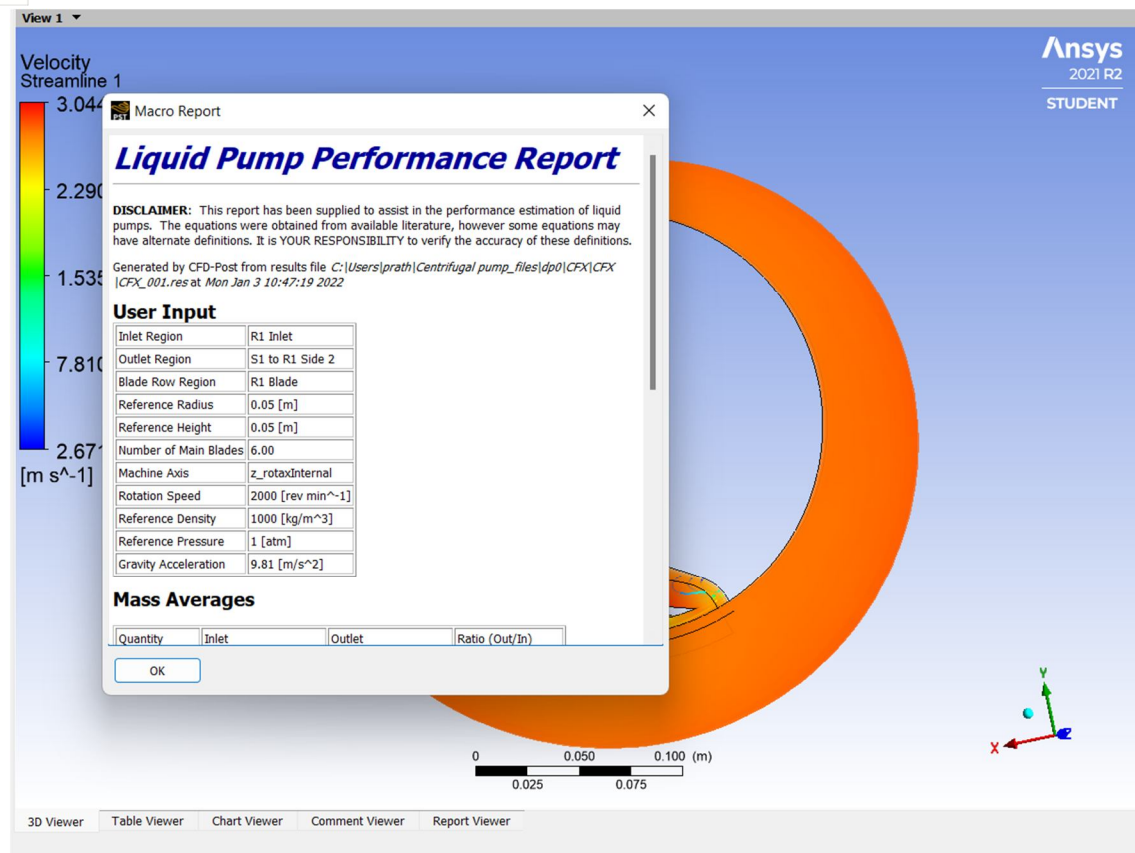 View 1
Velocity
Streamline 1
3.044
2.290
1.535
7.810
2.671
[m s^-1]
Ansys
2021 R2
STUDENT
PST
Macro Report
Liquid Pump Performance Report
DISCLAIMER: This report has been supplied to assist in the performance estimation of liquid
pumps. The equations were obtained from available literature, however some equations may
have alternate definitions. It is YOUR RESPONSIBILITY to verify the accuracy of these definitions.
Generated by CFD-Post from results file C:|Users|prath|Centrifugal pump_files|dp0|CFX|CFX
|CFX_001.res at Mon Jan 3 10:47:19 2022
User Input
Inlet Region R1 Inlet
Outlet Region S1 to R1 Side 2
Blade Row Region R1 Blade
Reference Radius 0.05 [m]
Reference Height 0.05 [m]
Number of Main Blades 6.00
Machine Axis z_rotaxInternal
Rotation Speed 2000 [rev min^-1]
Reference Density 1000 [kg/m^3]
Reference Pressure 1 [atm]
Gravity Acceleration 9.81 [m/s^2]
Mass Averages
Quantity Inlet Outlet Ratio (Out/In)
OK
Y
X
Z
0 0.050 0.100 (m)
0.025 0.075
3D Viewer Table Viewer Chart Viewer Comment Viewer Report Viewer